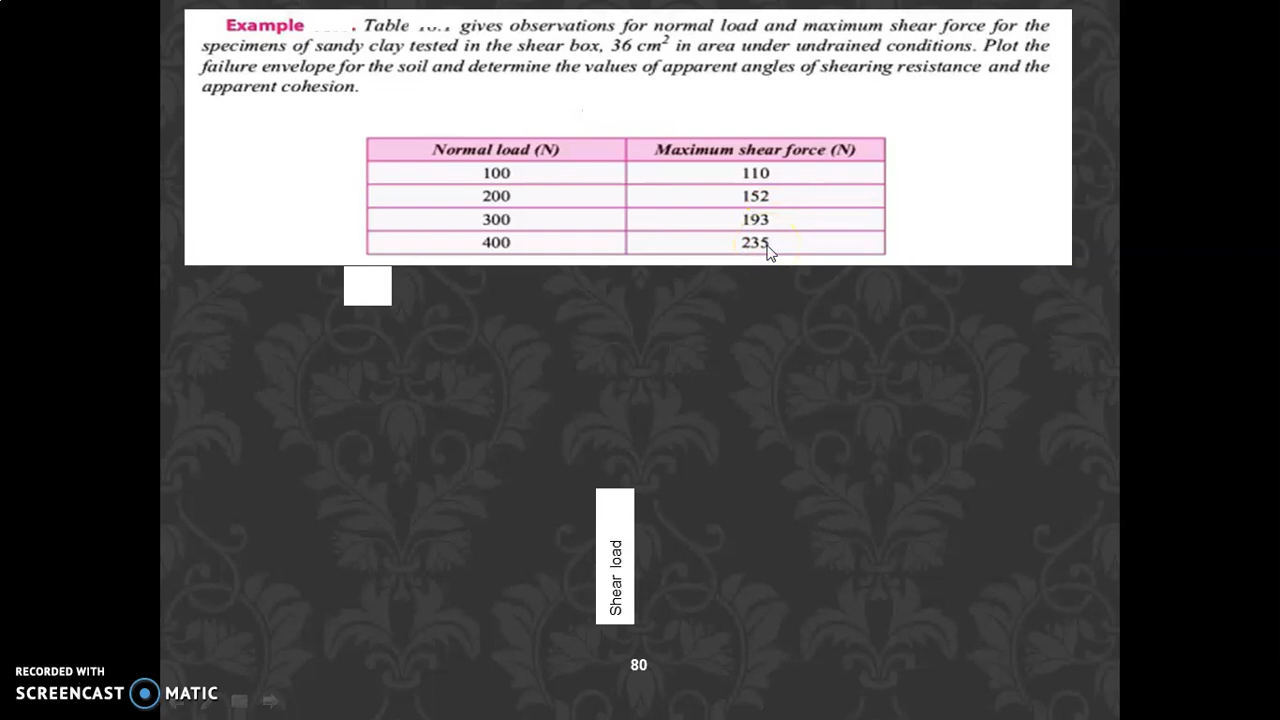 Example . Table gives observations for normal load and maximum shear force for the
specimens of sandy clay tested in the shear box, 36 cm² in area under undrained conditions. Plot the
failure envelope for the soil and determine the values of apparent angles of shearing resistance and the
apparent cohesion.
Normal load (N) Maximum shear force (N)
100 110
200 152
300 193
400 235
Shear load
80
RECORDED WITH
SCREENCAST MATIC